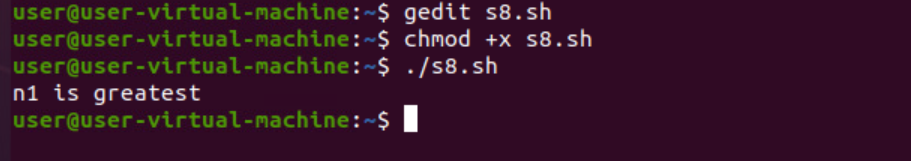 user@user-virtual-machine:~$ gedit s8.sh
user@user-virtual-machine:~$ chmod +x s8.sh
user@user-virtual-machine:~$ ./s8.sh
n1 is greatest
user@user-virtual-machine:~$